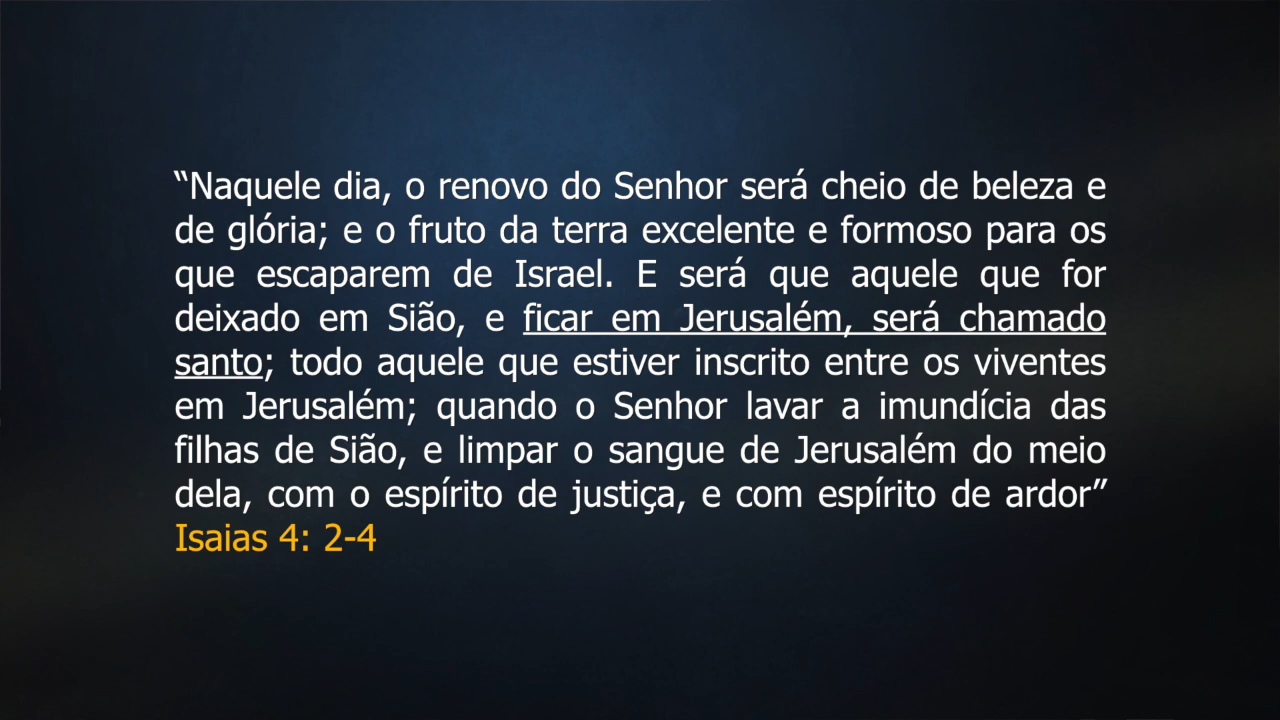 “Naquele dia, o renovo do Senhor será cheio de beleza e
de glória; e o fruto da terra excelente e formoso para os
que escaparem de Israel. E será que aquele que for
deixado em Sião, e ficar em Jerusalém, será chamado
santo; todo aquele que estiver inscrito entre os viventes
em Jerusalém; quando o Senhor lavar a imundícia das
filhas de Sião, e limpar o sangue de Jerusalém do meio
dela, com o espírito de justiça, e com espírito de ardor”
Isaias 4: 2-4